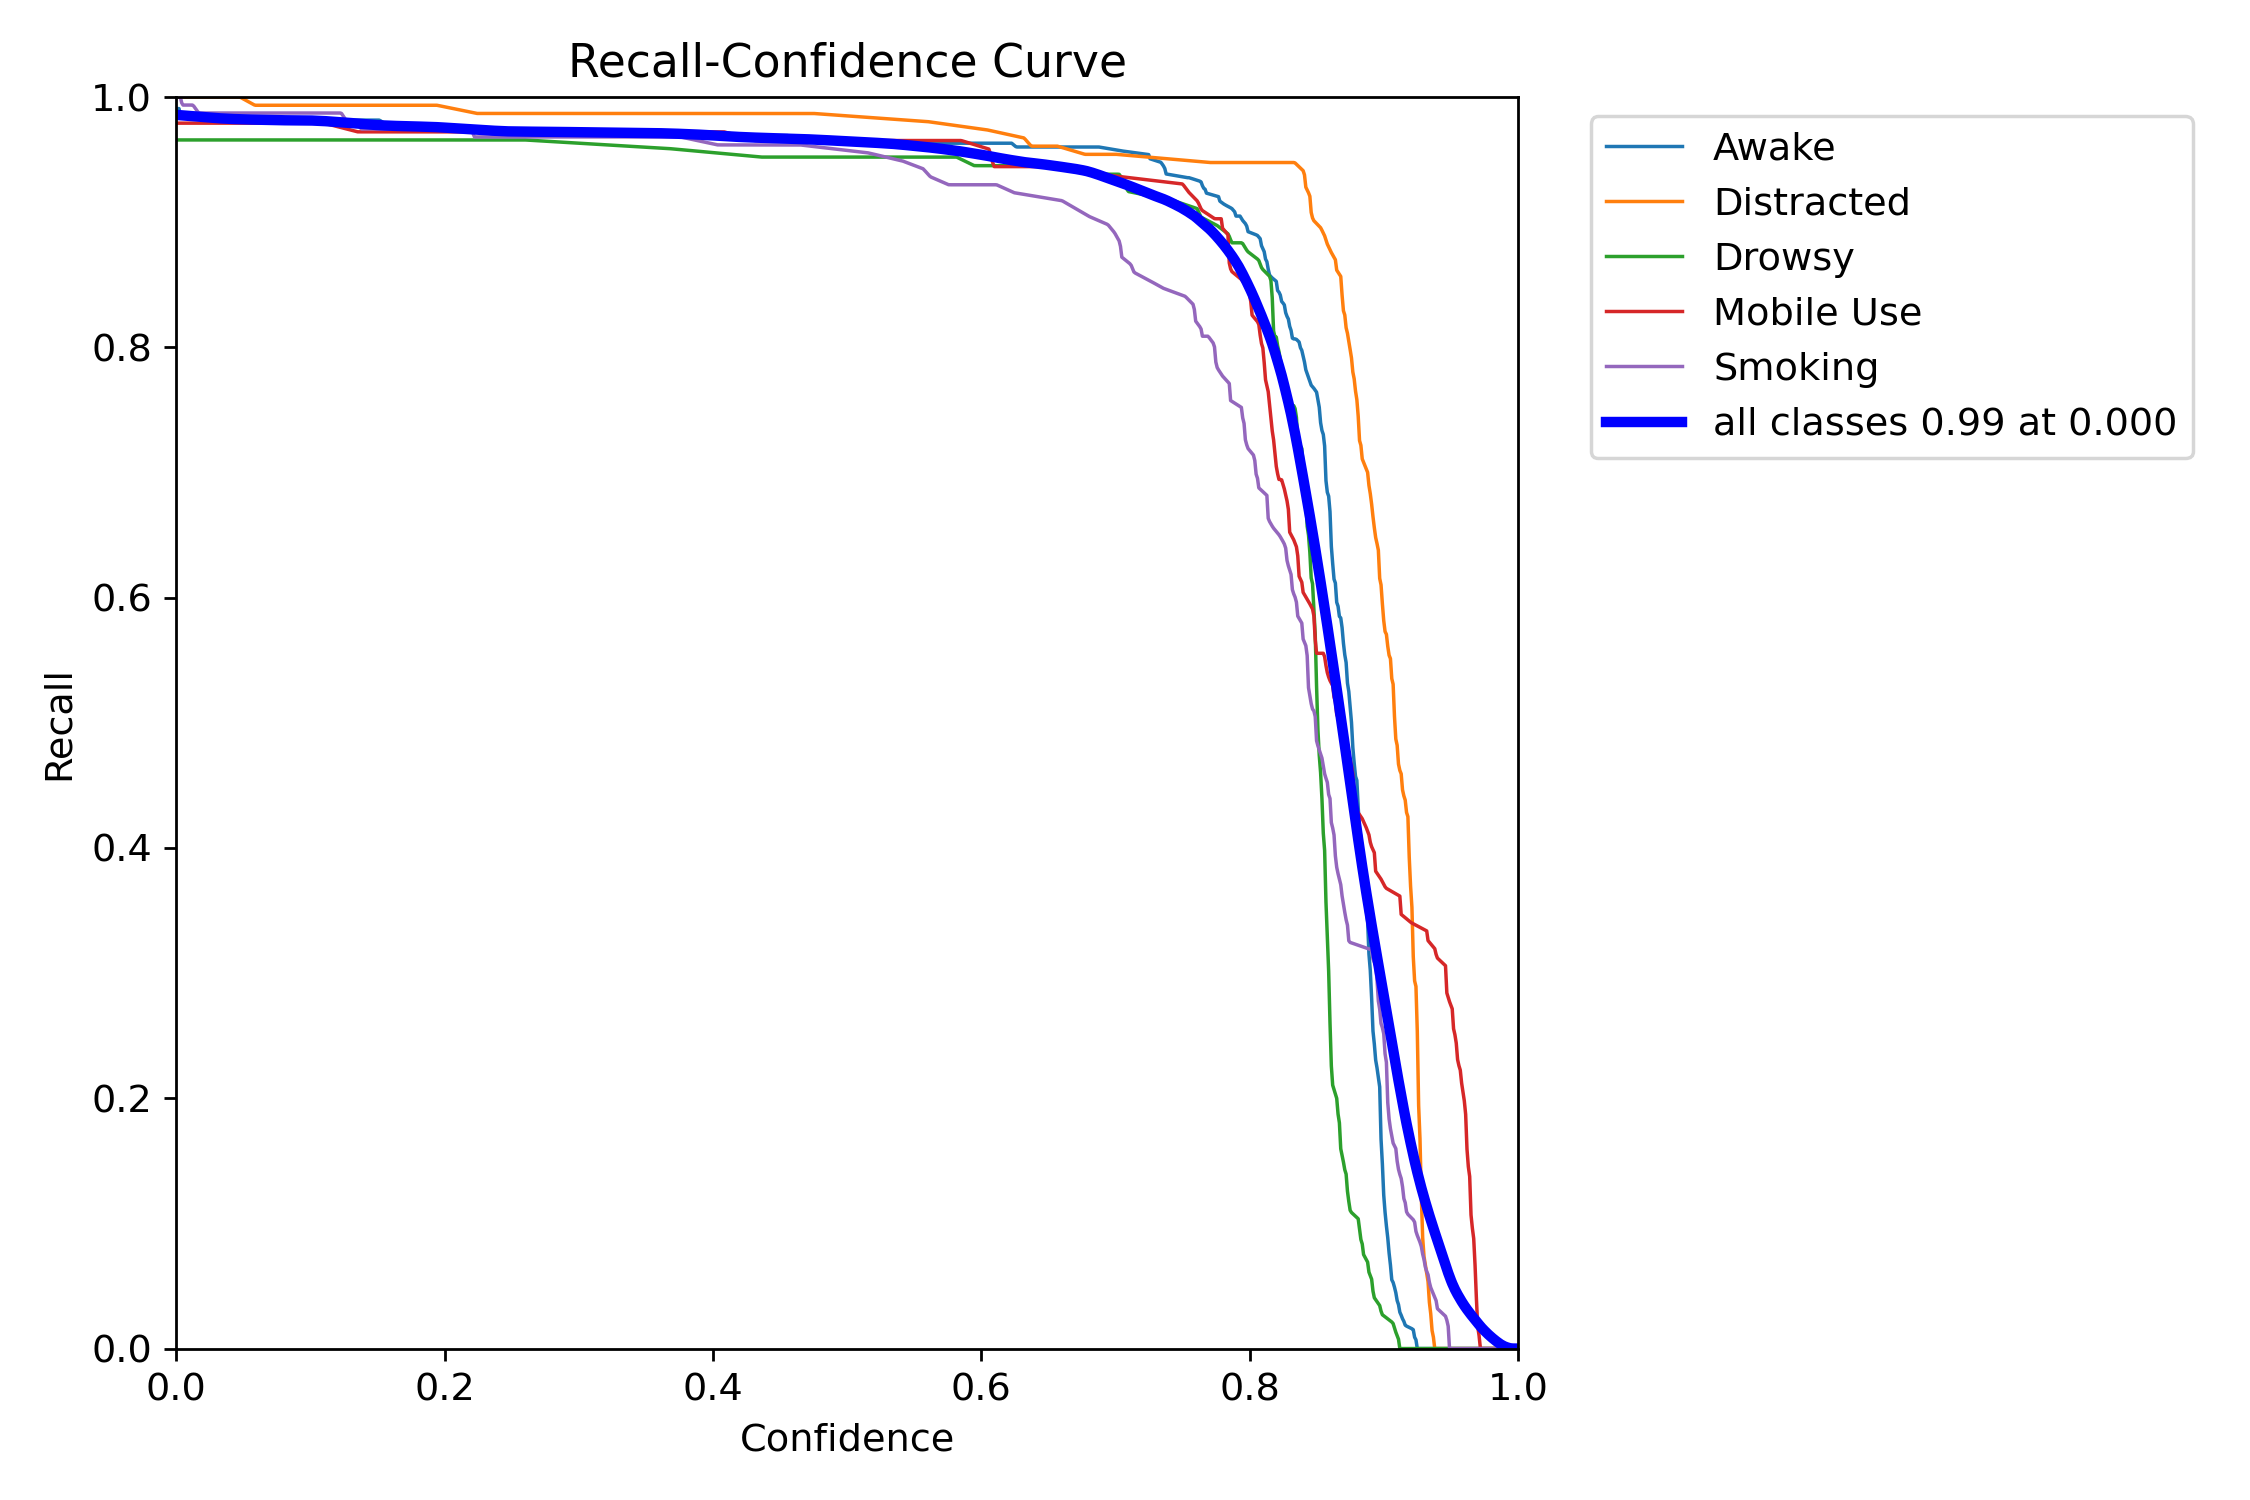 Recall-Confidence Curve
1.0
0.8
0.6
0.4
0.2
0.0
Recall
0.0 0.2 0.4 0.6 0.8 1.0
Confidence
Awake
Distracted
Drowsy
Mobile Use
Smoking
all classes 0.99 at 0.000